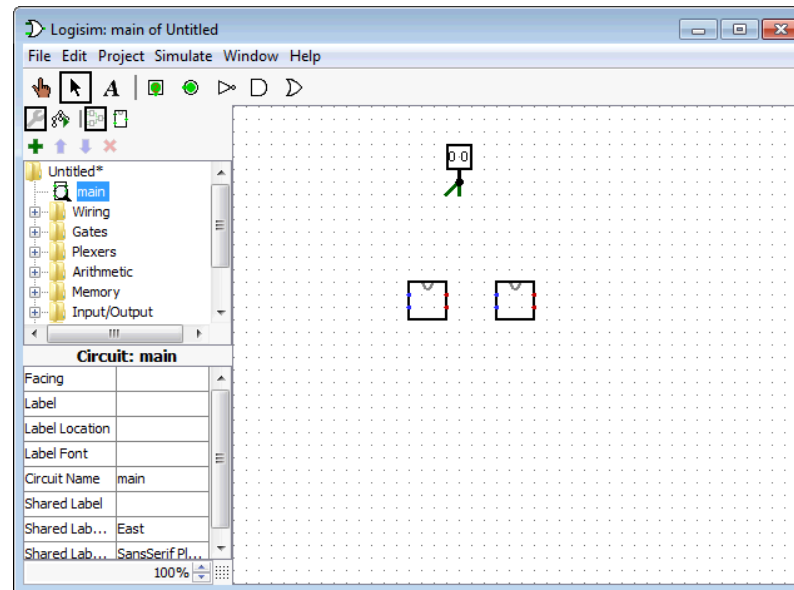 Logisim: main of Untitled
File Edit Project Simulate Window Help
A
Untitled*
main
Wiring
Gates
Plexers
Arithmetic
Memory
Input/Output
Circuit: main
Facing
Label
Label Location
Label Font
Circuit Name main
Shared Label
Shared Lab... East
Shared Lab... SansSerif Pl...
100%
0 0